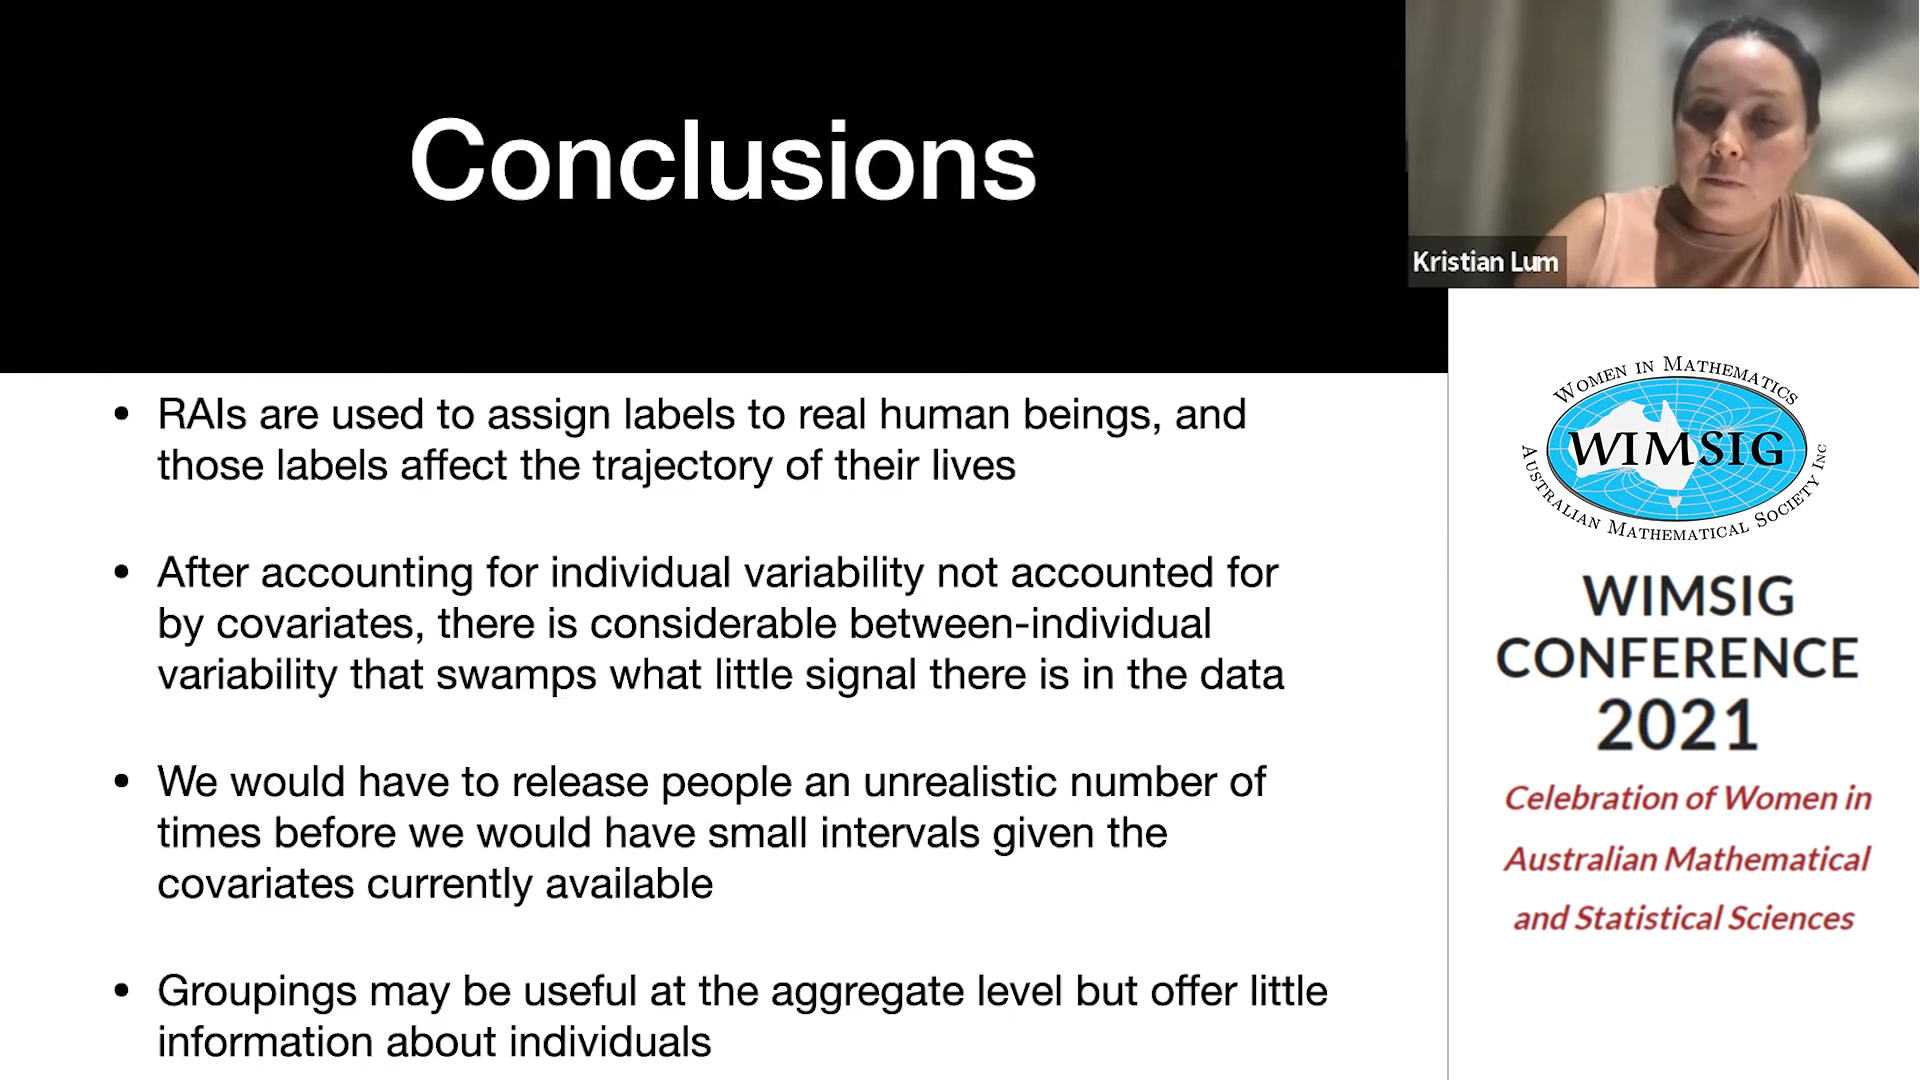 Conclusions
Kristian Lum
• RAIs are used to assign labels to real human beings, and
those labels affect the trajectory of their lives
• After accounting for individual variability not accounted for
by covariates, there is considerable between-individual
variability that swamps what little signal there is in the data
• We would have to release people an unrealistic number of
times before we would have small intervals given the
covariates currently available
• Groupings may be useful at the aggregate level but offer little
information about individuals
WOMEN IN MATHEMATICS
WIMSIG
AUSTRALIAN MATHEMATICAL SOCIETY INC
WIMSIG
CONFERENCE
2021
Celebration of Women in
Australian Mathematical
and Statistical Sciences